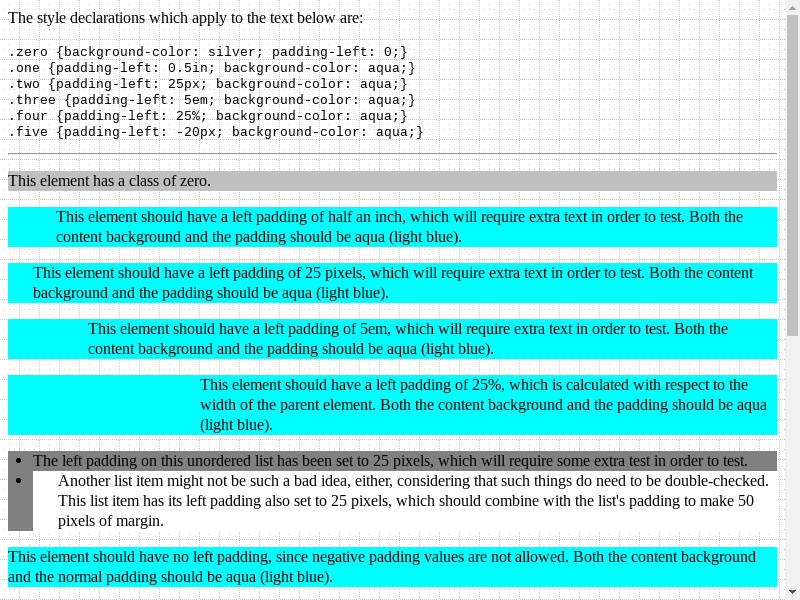 The style declarations which apply to the text below are:
.zero {background-color: silver; padding-left: 0;}
.one {padding-left: 0.5in; background-color: aqua;}
.two {padding-left: 25px; background-color: aqua;}
.three {padding-left: 5em; background-color: aqua;}
.four {padding-left: 25%; background-color: aqua;}
.five {padding-left: -20px; background-color: aqua;}
This element has a class of zero.
This element should have a left padding of half an inch, which will require extra text in order to test. Both the
content background and the padding should be aqua (light blue).
This element should have a left padding of 25 pixels, which will require extra text in order to test. Both the content
background and the padding should be aqua (light blue).
This element should have a left padding of 5em, which will require extra text in order to test. Both the
content background and the padding should be aqua (light blue).
This element should have a left padding of 25%, which is calculated with respect to the
width of the parent element. Both the content background and the padding should be aqua
(light blue).
• The left padding on this unordered list has been set to 25 pixels, which will require some extra test in order to test.
• Another list item might not be such a bad idea, either, considering that such things do need to be double-checked.
This list item has its left padding also set to 25 pixels, which should combine with the list's padding to make 50
pixels of margin.
This element should have no left padding, since negative padding values are not allowed. Both the content background
and the normal padding should be aqua (light blue).